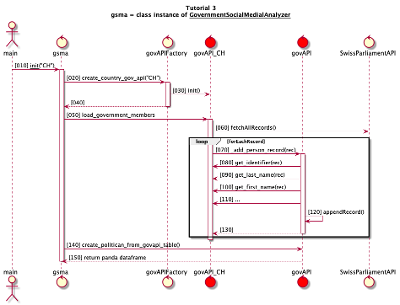 Tutorial 3
gsma = class instance of GovernmentSocialMedialAnalyzer
main
gsma
govAPIFactory
govAPI_CH
govAPI
SwissParliamentAPI
[010] init("CH")
[020] create_country_gov_api("CH")
[030] init()
[040]
[050] load_government_members
[060] fetchAllRecords()
loop
[forEachRecord]
[070] _add_person_record(rec)
[080] get_identifier(rec)
[090] get_last_name(rec)
[100] get_first_name(rec)
[110] ...
[120] appendRecord()
[130]
[140] create_politican_from_govapi_table()
[150] return panda dataframe
main
gsma
govAPIFactory
govAPI_CH
govAPI
SwissParliamentAPI